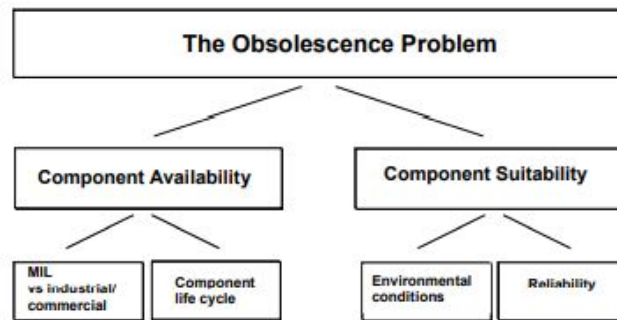 The Obsolescence Problem
Component Availability
Component Suitability
MIL
vs industrial/
commercial
Component
life cycle
Environmental
conditions
Reliability